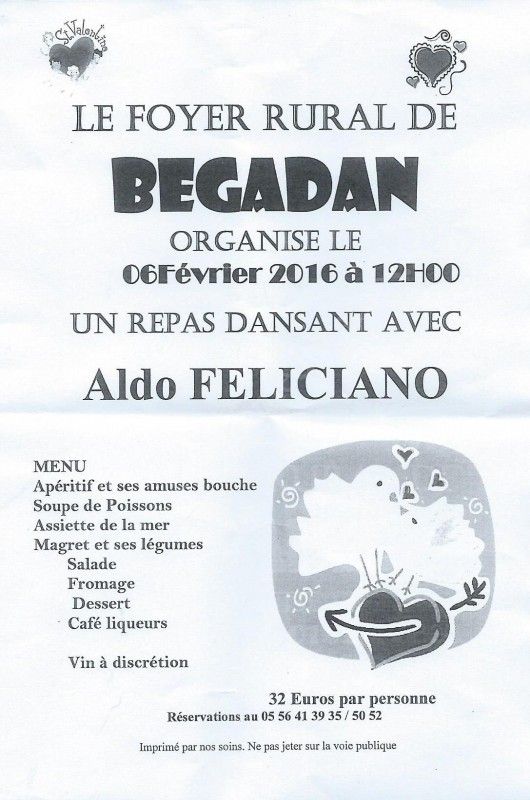 St Valentine
LE FOYER RURAL DE
BEGADAN
ORGANISE LE
06Février 2016 à 12H00
UN REPAS DANSANT AVEC
Aldo FELICIANO
MENU
Apéritif et ses amuses bouche
Soupe de Poissons
Assiette de la mer
Magret et ses légumes
Salade
Fromage
Dessert
Café liqueurs
Vin à discrétion
32 Euros par personne
Réservations au 05 56 41 39 35 / 50 52
Imprimé par nos soins. Ne pas jeter sur la voie publique